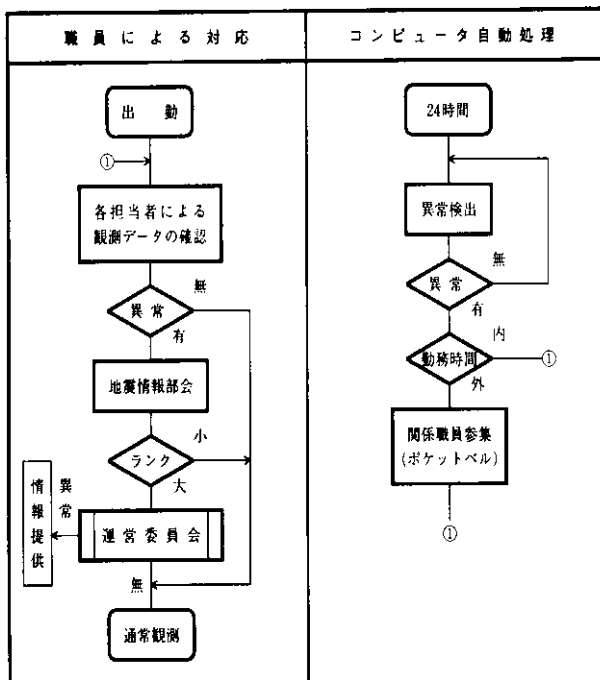 職員による対応
出勤
①
各担当者による
観測データの確認
無
異常
有
地震情報部会
小
ランク
大
異常
情報提供
運営委員会
無
通常観測
コンピュータ自動処理
24時間
異常検出
無
異常
有
内
勤務時間
①
外
関係職員参集
(ポケットベル)
①